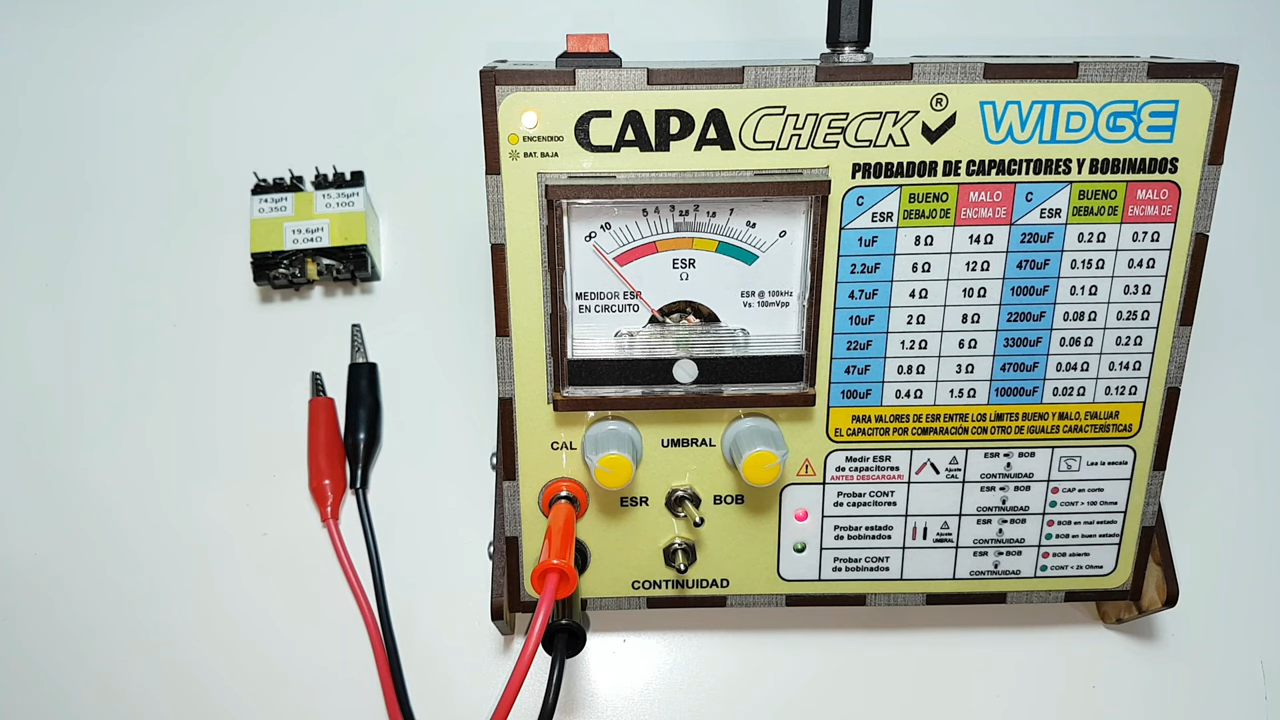 ENCENDIDO
BAT. BAJA
CAPACHECK®
WIDGE
PROBADOR DE CAPACITORES Y BOBINADOS
74.3µH
0,35Ω
15,35µH
0,10Ω
19,6µH
0,04Ω
∞ 10 5 4 3 2.5 2 1.5 1 0.5 0
ESR
Ω
MEDIDOR ESR
EN CIRCUITO
ESR @ 100kHz
Vs: 100mVpp
C ESR BUENO DEBAJO DE MALO ENCIMA DE C ESR BUENO DEBAJO DE MALO ENCIMA DE
1uF 8 Ω 14 Ω 220uF 0.2 Ω 0.7 Ω
2.2uF 6 Ω 12 Ω 470uF 0.15 Ω 0.4 Ω
4.7uF 4 Ω 10 Ω 1000uF 0.1 Ω 0.3 Ω
10uF 2 Ω 8 Ω 2200uF 0.08 Ω 0.25 Ω
22uF 1.2 Ω 6 Ω 3300uF 0.06 Ω 0.2 Ω
47uF 0.8 Ω 3 Ω 4700uF 0.04 Ω 0.14 Ω
100uF 0.4 Ω 1.5 Ω 10000uF 0.02 Ω 0.12 Ω
PARA VALORES DE ESR ENTRE LOS LÍMITES BUENO Y MALO, EVALUAR
EL CAPACITOR POR COMPARACIÓN CON OTRO DE IGUALES CARACTERÍSTICAS
CAL
UMBRAL
ESR
BOB
CONTINUIDAD
Medir ESR
de capacitores
ANTES DESCARGAR!
Ajuste
CAL
ESR BOB
CONTINUIDAD
Lea la escala
Probar CONT
de capacitores
ESR BOB
CONTINUIDAD
CAP en corto
CONT > 100 Ohms
Probar estado
de bobinados
Ajuste
UMBRAL
ESR BOB
CONTINUIDAD
BOB en mal estado
BOB en buen estado
Probar CONT
de bobinados
ESR BOB
CONTINUIDAD
BOB abierto
CONT < 2k Ohms